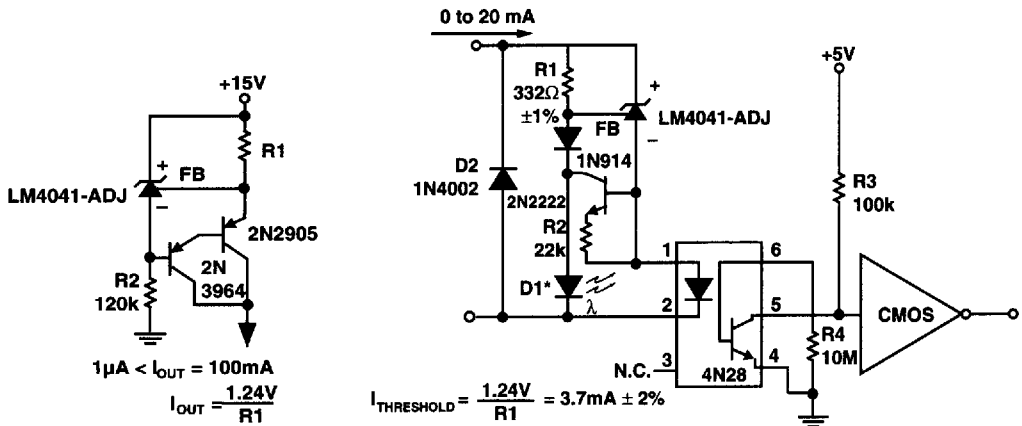 +15V
R1
+
FB
LM4041-ADJ
−
2N2905
R2
120k
2N
3964
1µA < IOUT = 100mA
IOUT = 1.24V
R1
0 to 20 mA
R1
332Ω
±1%
+
FB
LM4041-ADJ
−
D2
1N4002
1N914
2N2222
R2
22k
D1*
λ
1
2
3
N.C.
6
5
4
4N28
+5V
R3
100k
R4
10M
CMOS
ITHRESHOLD = 1.24V = 3.7mA ± 2%
R1